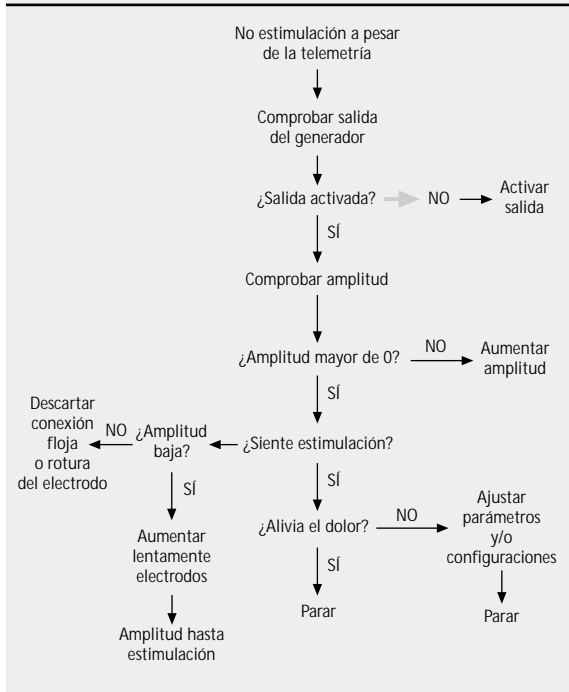 No estimulación a pesar
de la telemetría
Comprobar salida
del generador
¿Salida activada?
NO
Activar
salida
SÍ
Comprobar amplitud
¿Amplitud mayor de 0?
NO
Aumentar
amplitud
SÍ
¿Siente estimulación?
¿Amplitud
baja?
NO
Descartar
conexión
floja
o rotura
del electrodo
SÍ
Aumentar
lentamente
electrodos
Amplitud hasta
estimulación
SÍ
¿Alivia el dolor?
NO
Ajustar
parámetros
y/o
configuraciones
Parar
SÍ
Parar